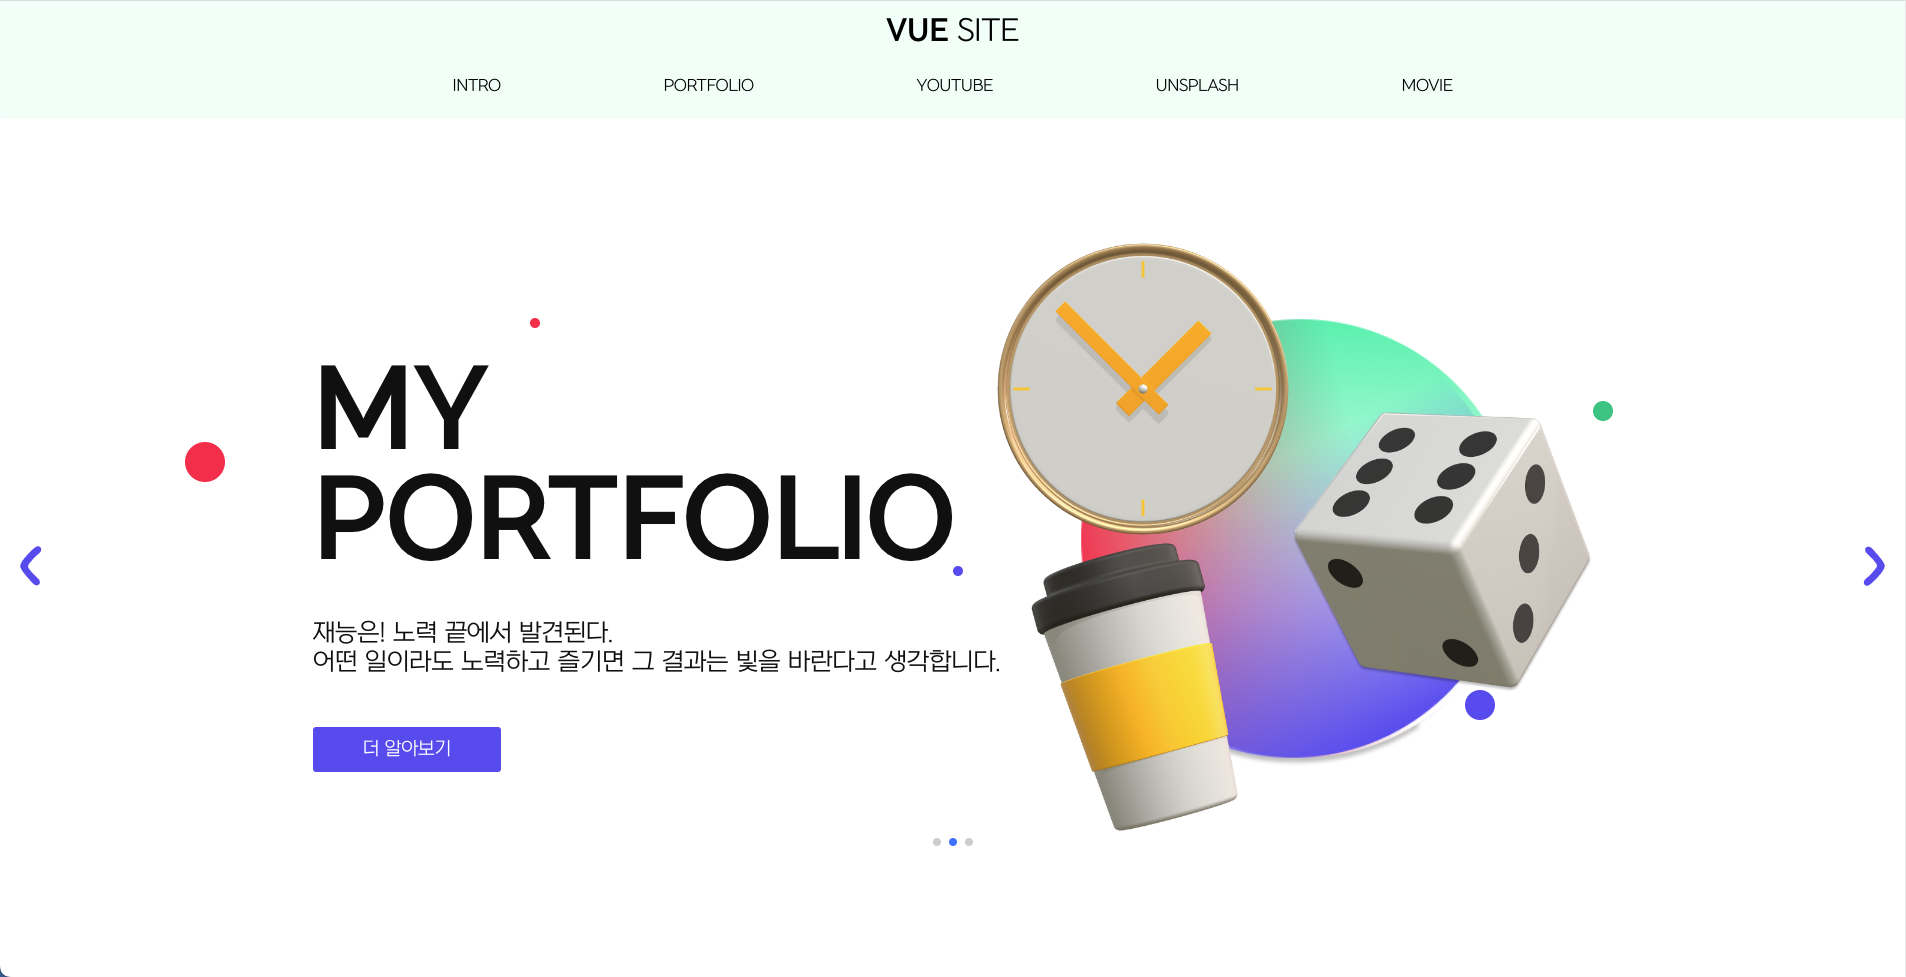 VUE SITE
INTRO PORTFOLIO YOUTUBE UNSPLASH MOVIE
MY
PORTFOLIO
재능은! 노력 끝에서 발견된다.
어떤 일이라도 노력하고 즐기면 그 결과는 빛을 바란다고 생각합니다.
더 알아보기